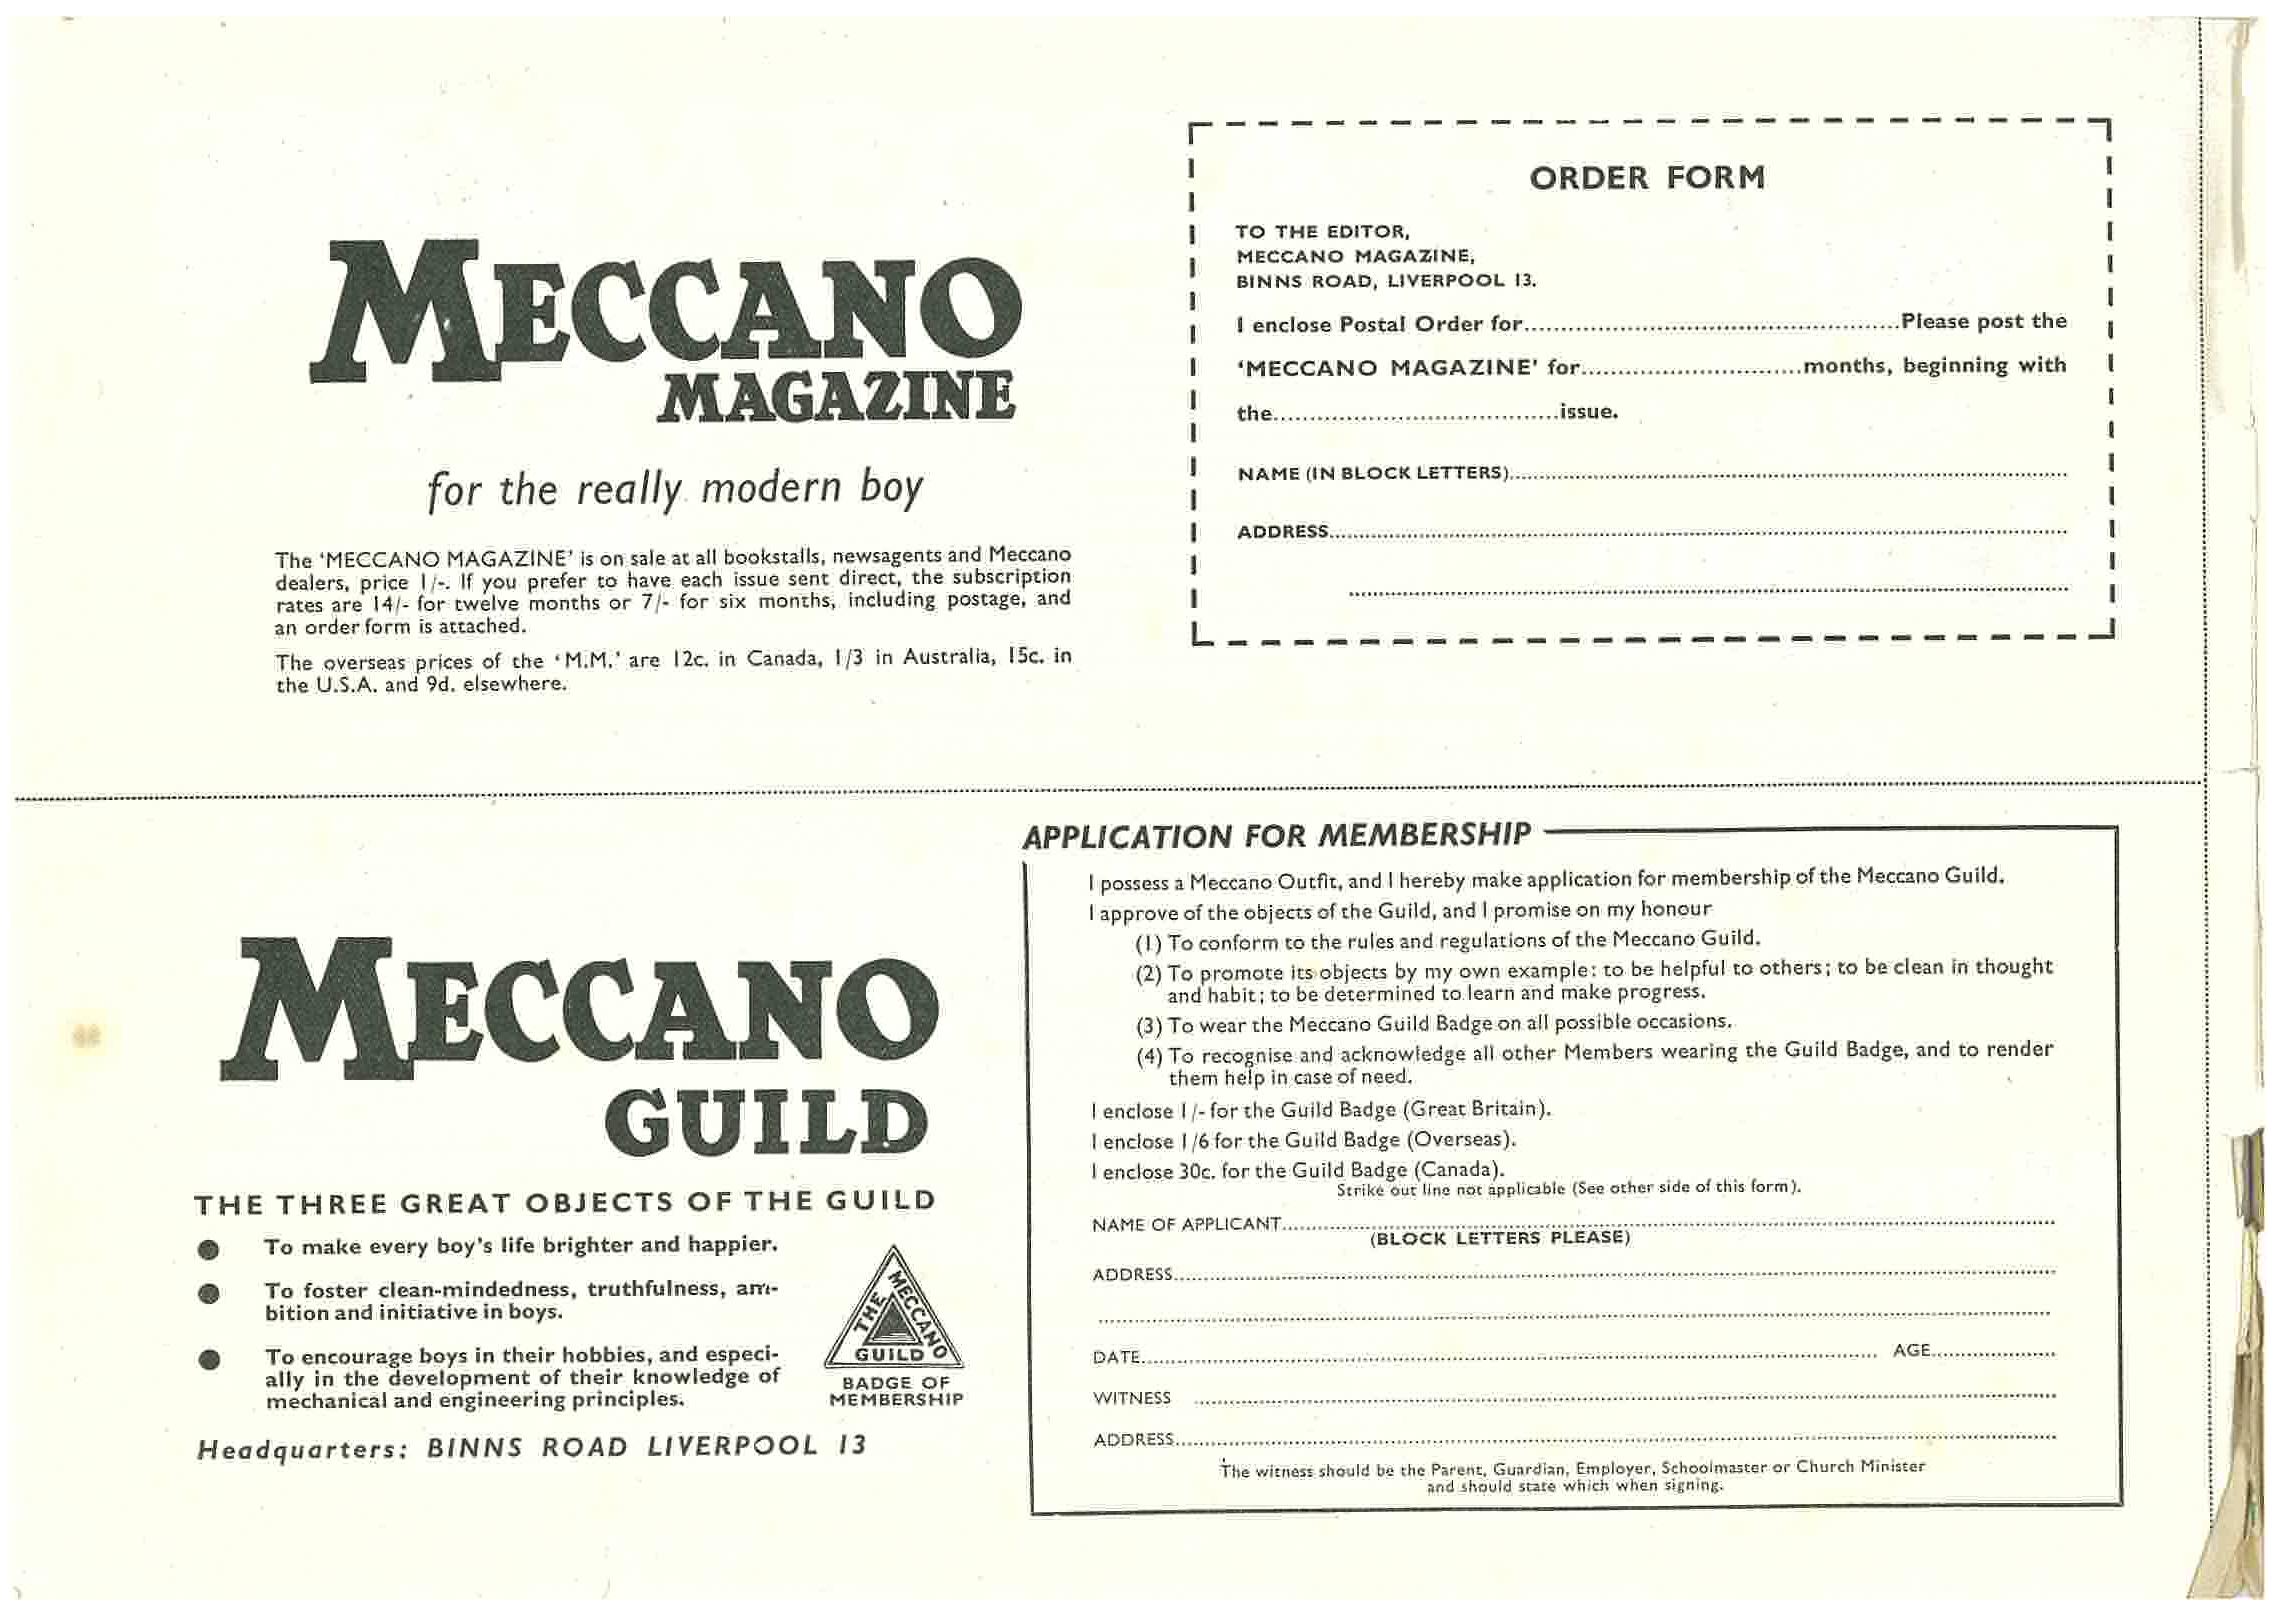 MECCANO
MAGAZINE
for the really modern boy
The 'MECCANO MAGAZINE' is on sale at all bookstalls, newsagents and Meccano
dealers, price 1/-. If you prefer to have each issue sent direct, the subscription
rates are 14/- for twelve months or 7/- for six months, including postage, and
an order form is attached.
The overseas prices of the 'M.M.' are 12c. in Canada, 1/3 in Australia, 15c. in
the U.S.A. and 9d. elsewhere.
ORDER FORM
TO THE EDITOR,
MECCANO MAGAZINE,
BINNS ROAD, LIVERPOOL 13.
I enclose Postal Order for..................................................Please post the
'MECCANO MAGAZINE' for..............................months, beginning with
the.......................................issue.
NAME (IN BLOCK LETTERS)..............................................................
ADDRESS..............................................................
..............................................................
MECCANO
GUILD
THE THREE GREAT OBJECTS OF THE GUILD
● To make every boy's life brighter and happier.
● To foster clean-mindedness, truthfulness, am-
bition and initiative in boys.
● To encourage boys in their hobbies, and especi-
ally in the development of their knowledge of
mechanical and engineering principles.
THE MECCANO GUILD
BADGE OF
MEMBERSHIP
Headquarters: BINNS ROAD LIVERPOOL 13
APPLICATION FOR MEMBERSHIP
I possess a Meccano Outfit, and I hereby make application for membership of the Meccano Guild.
I approve of the objects of the Guild, and I promise on my honour
(1) To conform to the rules and regulations of the Meccano Guild.
(2) To promote its objects by my own example: to be helpful to others; to be clean in thought
and habit; to be determined to learn and make progress.
(3) To wear the Meccano Guild Badge on all possible occasions.
(4) To recognise and acknowledge all other Members wearing the Guild Badge, and to render
them help in case of need.
I enclose 1/- for the Guild Badge (Great Britain).
I enclose 1/6 for the Guild Badge (Overseas).
I enclose 30c. for the Guild Badge (Canada).
Strike out line not applicable (See other side of this form).
NAME OF APPLICANT..............................................................
(BLOCK LETTERS PLEASE)
ADDRESS..............................................................
..............................................................
DATE.............................................................. AGE..................
WITNESS ..............................................................
ADDRESS..............................................................
The witness should be the Parent, Guardian, Employer, Schoolmaster or Church Minister
and should state which when signing.